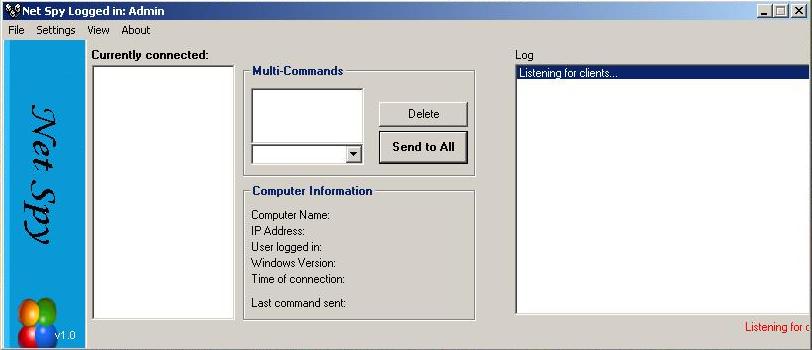 Net Spy Logged in: Admin
File Settings View About
Net Spy
v1.0
Currently connected:
Multi-Commands
Delete
Send to All
Computer Information
Computer Name:
IP Address:
User logged in:
Windows Version:
Time of connection:
Last command sent:
Log
Listening for clients...
Listening for